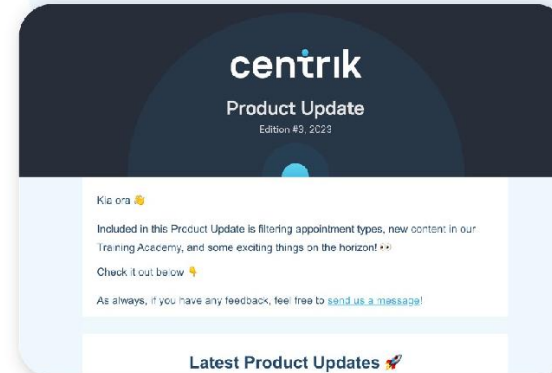 centrik
Product Update
Edition #3, 2023
Kia ora 👋
Included in this Product Update is filtering appointment types, new content in our
Training Academy, and some exciting things on the horizon! 👀
Check it out below 👇
As always, if you have any feedback, feel free to send us a message!
Latest Product Updates 🚀